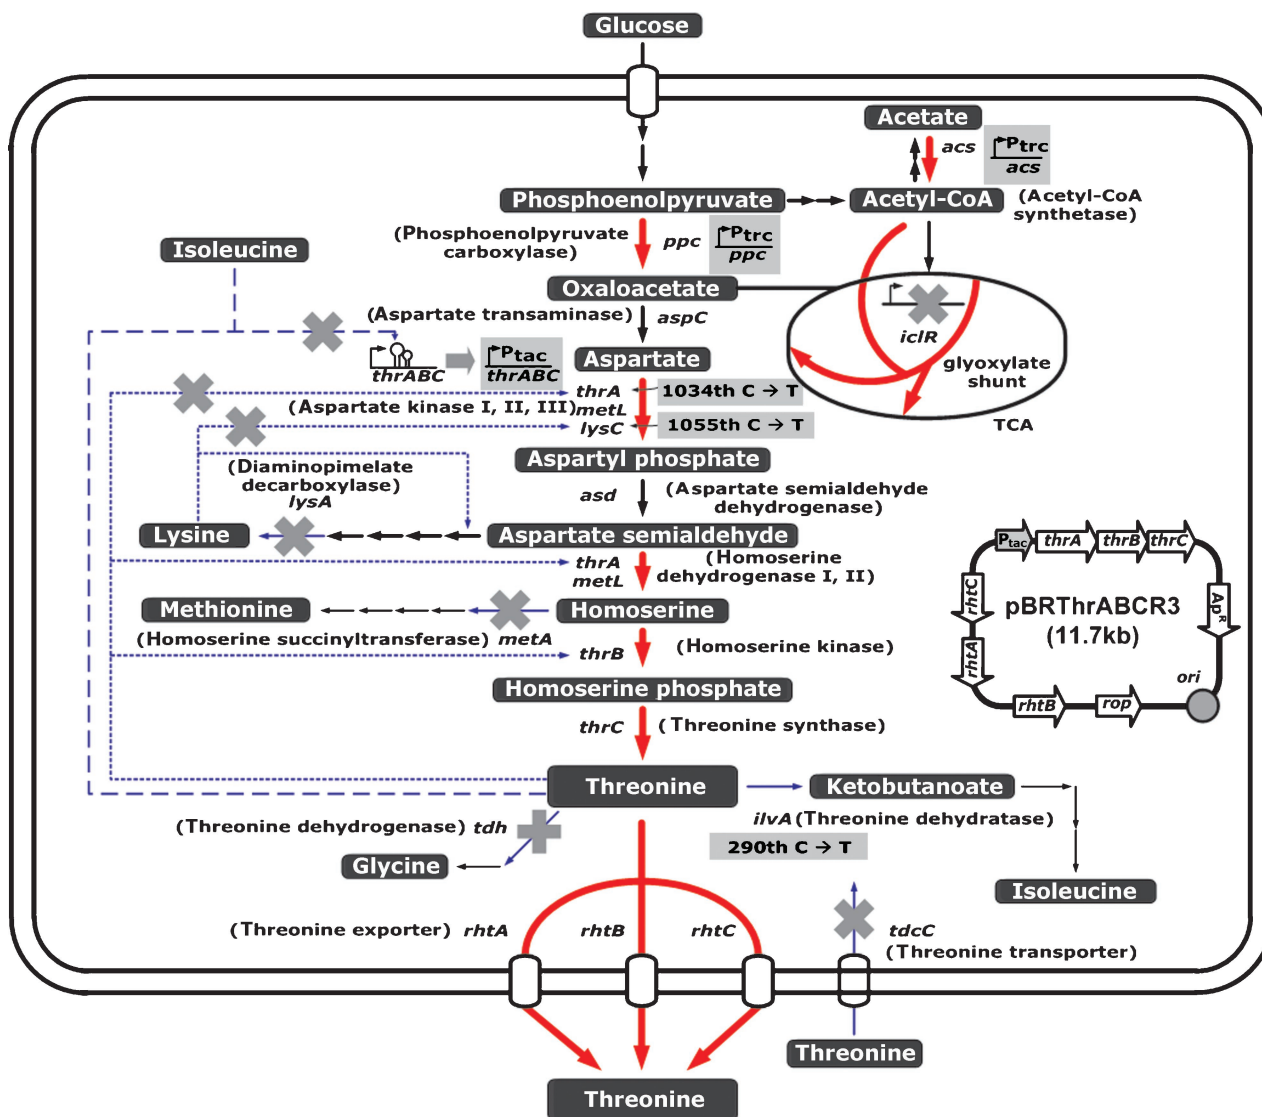 Glucose
Acetate
acs
Ptrc
acs
Phosphoenolpyruvate
Acetyl-CoA
(Acetyl-CoA
synthetase)
(Phosphoenolpyruvate
carboxylase)
ppc
Ptrc
ppc
Isoleucine
Oxaloacetate
(Aspartate transaminase)
aspC
iclR
glyoxylate
shunt
TCA
thrABC
Ptac
thrABC
Aspartate
thrA
1034th C → T
(Aspartate kinase I, II, III)
metL
lysC
1055th C → T
Aspartyl phosphate
(Diaminopimelate
decarboxylase)
lysA
asd
(Aspartate semialdehyde
dehydrogenase)
Lysine
Aspartate semialdehyde
thrA
metL
(Homoserine
dehydrogenase I, II)
Methionine
Homoserine
(Homoserine succinyltransferase) metA
thrB
(Homoserine kinase)
Homoserine phosphate
thrC
(Threonine synthase)
Ptac
thrA
thrB
thrC
rhtC
pBRThrABCR3
(11.7kb)
ApR
rhtA
ori
rhtB
rop
Threonine
Ketobutanoate
(Threonine dehydrogenase) tdh
ilvA (Threonine dehydratase)
290th C → T
Glycine
Isoleucine
(Threonine exporter) rhtA
rhtB
rhtC
tdcC
(Threonine transporter)
Threonine
Threonine